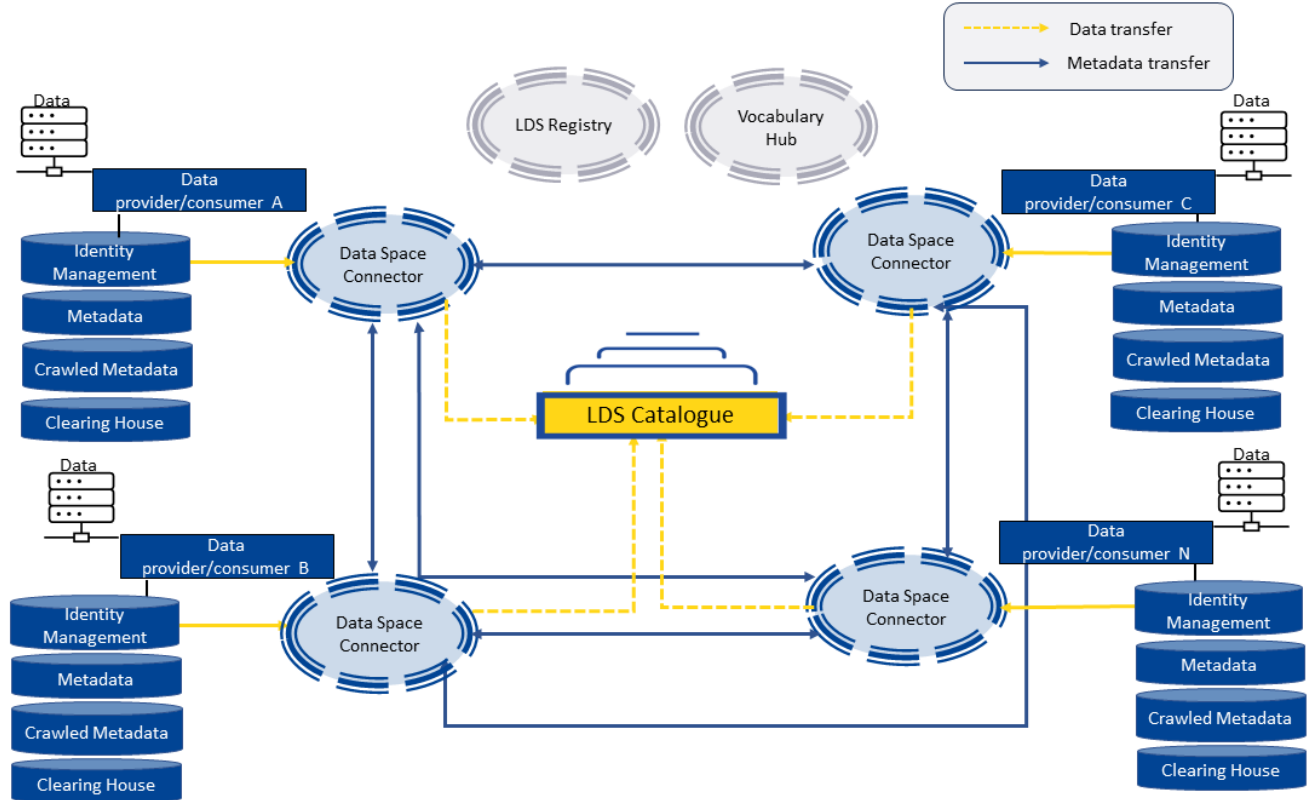 Data transfer
Metadata transfer
Data
Data
provider/consumer A
Identity
Management
Metadata
Crawled Metadata
Clearing House
Data Space
Connector
LDS Registry
Vocabulary
Hub
Data
Data
provider/consumer C
Identity
Management
Metadata
Crawled Metadata
Clearing House
Data Space
Connector
LDS Catalogue
Data
Data
provider/consumer B
Identity
Management
Metadata
Crawled Metadata
Clearing House
Data Space
Connector
Data
Data
provider/consumer N
Identity
Management
Metadata
Crawled Metadata
Clearing House
Data Space
Connector